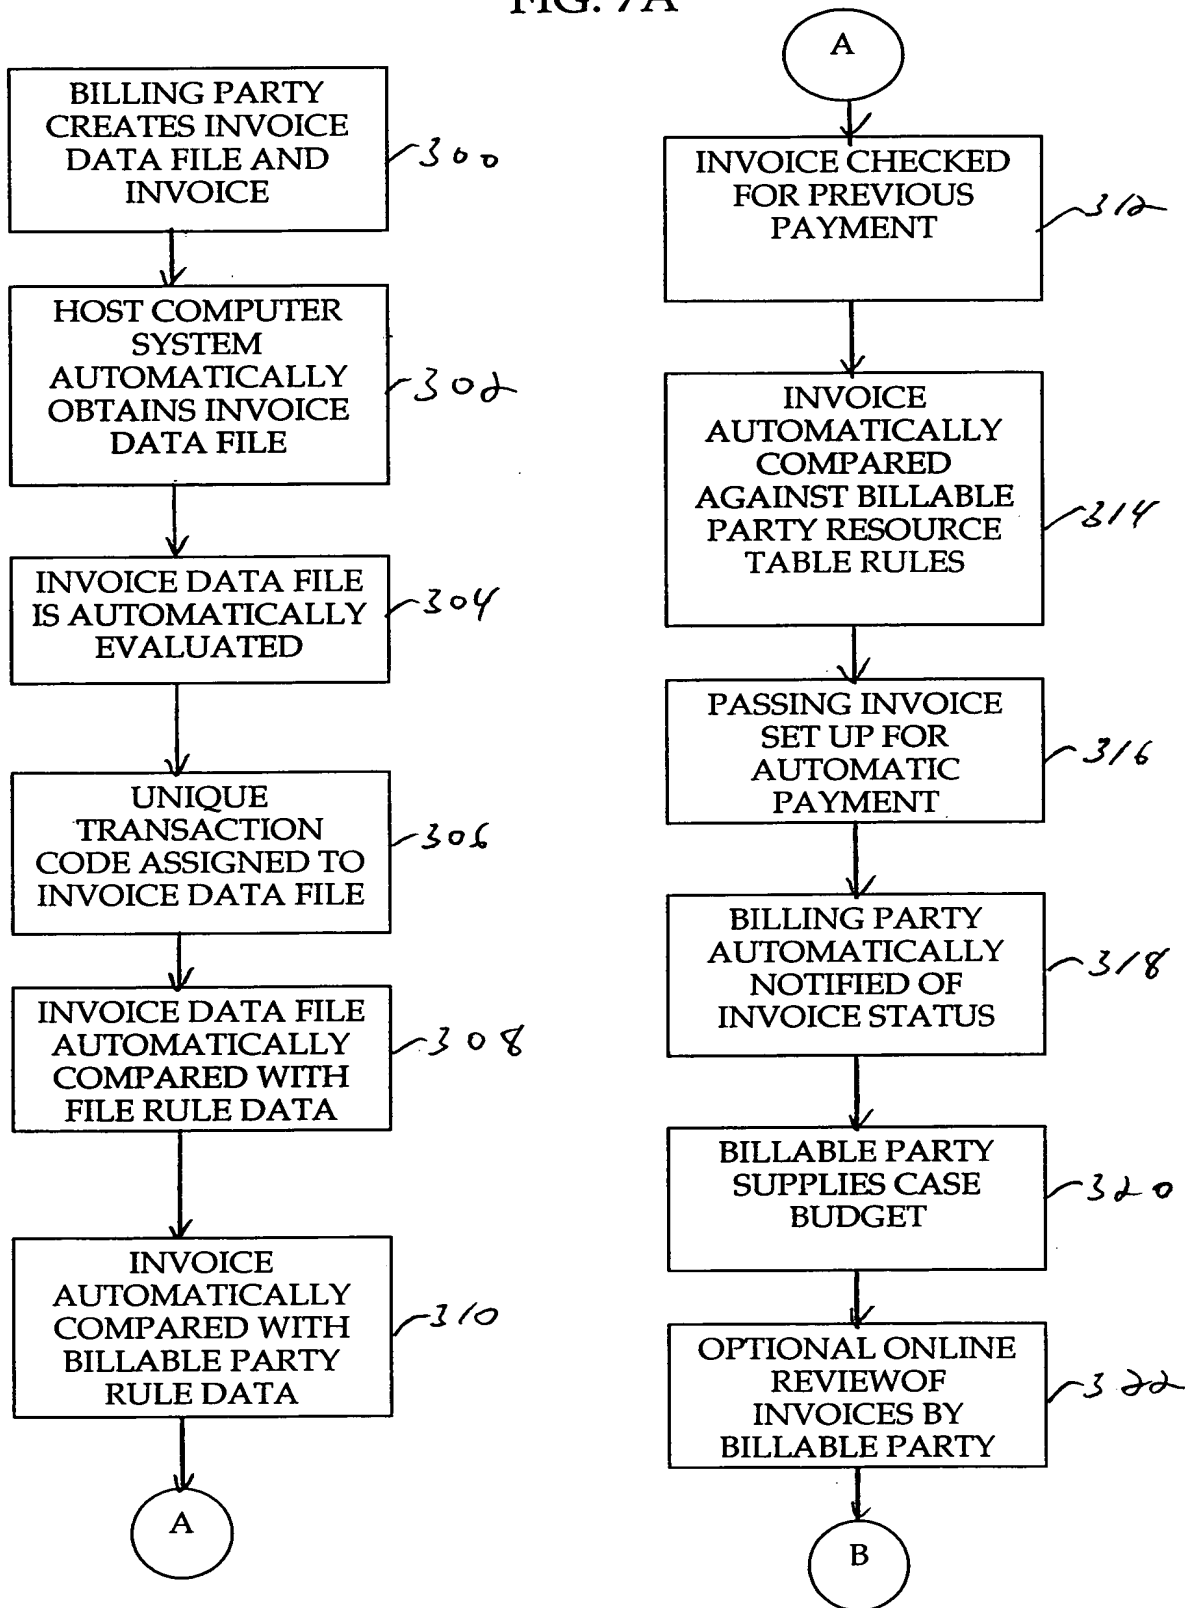 FIG. 7A
BILLING PARTY
CREATES INVOICE
DATA FILE AND
INVOICE
300
HOST COMPUTER
SYSTEM
AUTOMATICALLY
OBTAINS INVOICE
DATA FILE
302
INVOICE DATA FILE
IS AUTOMATICALLY
EVALUATED
304
UNIQUE
TRANSACTION
CODE ASSIGNED TO
INVOICE DATA FILE
306
INVOICE DATA FILE
AUTOMATICALLY
COMPARED WITH
FILE RULE DATA
308
INVOICE
AUTOMATICALLY
COMPARED WITH
BILLABLE PARTY
RULE DATA
310
A
A
INVOICE CHECKED
FOR PREVIOUS
PAYMENT
312
INVOICE
AUTOMATICALLY
COMPARED
AGAINST BILLABLE
PARTY RESOURCE
TABLE RULES
314
PASSING INVOICE
SET UP FOR
AUTOMATIC
PAYMENT
316
BILLING PARTY
AUTOMATICALLY
NOTIFIED OF
INVOICE STATUS
318
BILLABLE PARTY
SUPPLIES CASE
BUDGET
320
OPTIONAL ONLINE
REVIEWOF
INVOICES BY
BILLABLE PARTY
322
B